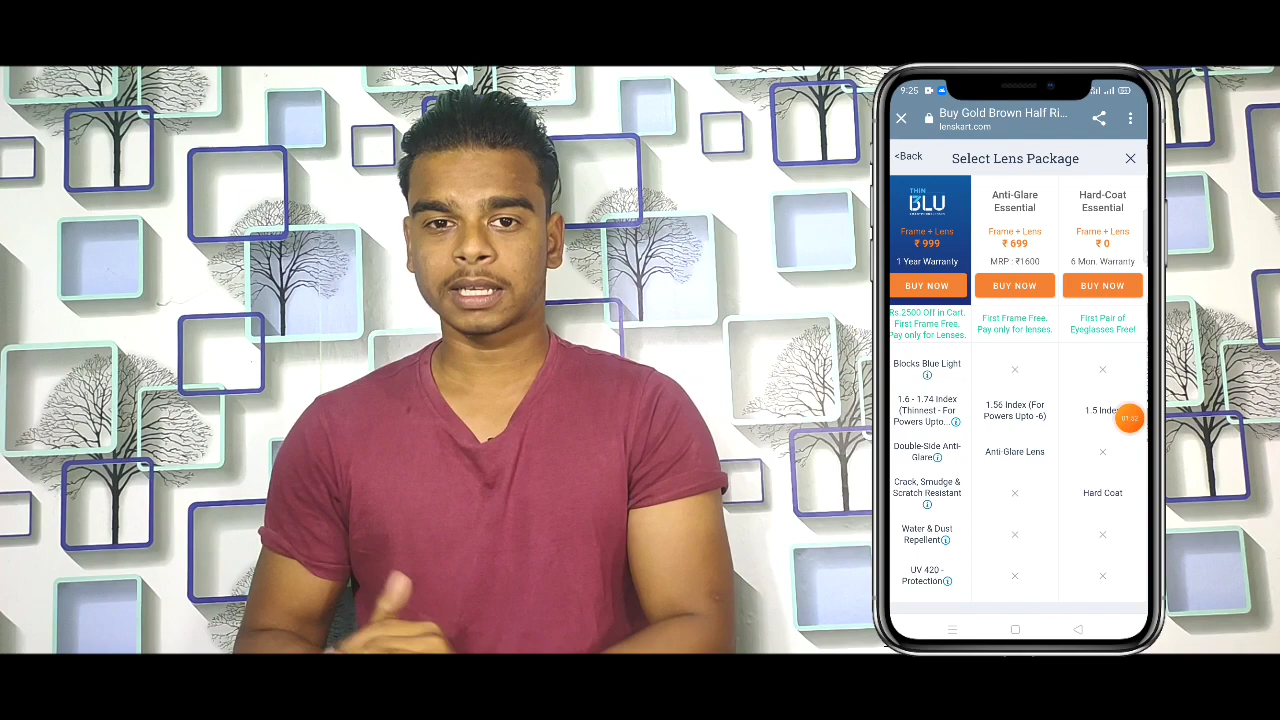 9:25
Buy Gold Brown Half Ri...
lenskart.com
<Back
Select Lens Package
THIN
BLU
Frame + Lens
₹ 999
1 Year Warranty
BUY NOW
Rs.2500 Off in Cart.
First Frame Free.
Pay only for Lenses.
Anti-Glare
Essential
Frame + Lens
₹ 699
MRP : ₹1600
BUY NOW
First Frame Free.
Pay only for lenses.
Hard-Coat
Essential
Frame + Lens
₹ 0
6 Mon. Warranty
BUY NOW
First Pair of
Eyeglasses Free!
Blocks Blue Light
1.6 - 1.74 Index
(Thinnest - For
Powers Upto...
1.56 Index (For
Powers Upto -6)
1.5 Index
01:02
Double-Side Anti-
Glare
Anti-Glare Lens
Crack, Smudge &
Scratch Resistant
Hard Coat
Water & Dust
Repellent
UV 420 -
Protection